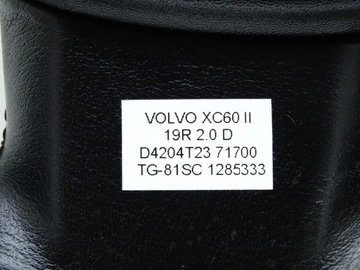 VOLVO XC60 II
19R 2.0 D
D4204T23 71700
TG-81SC 1285333